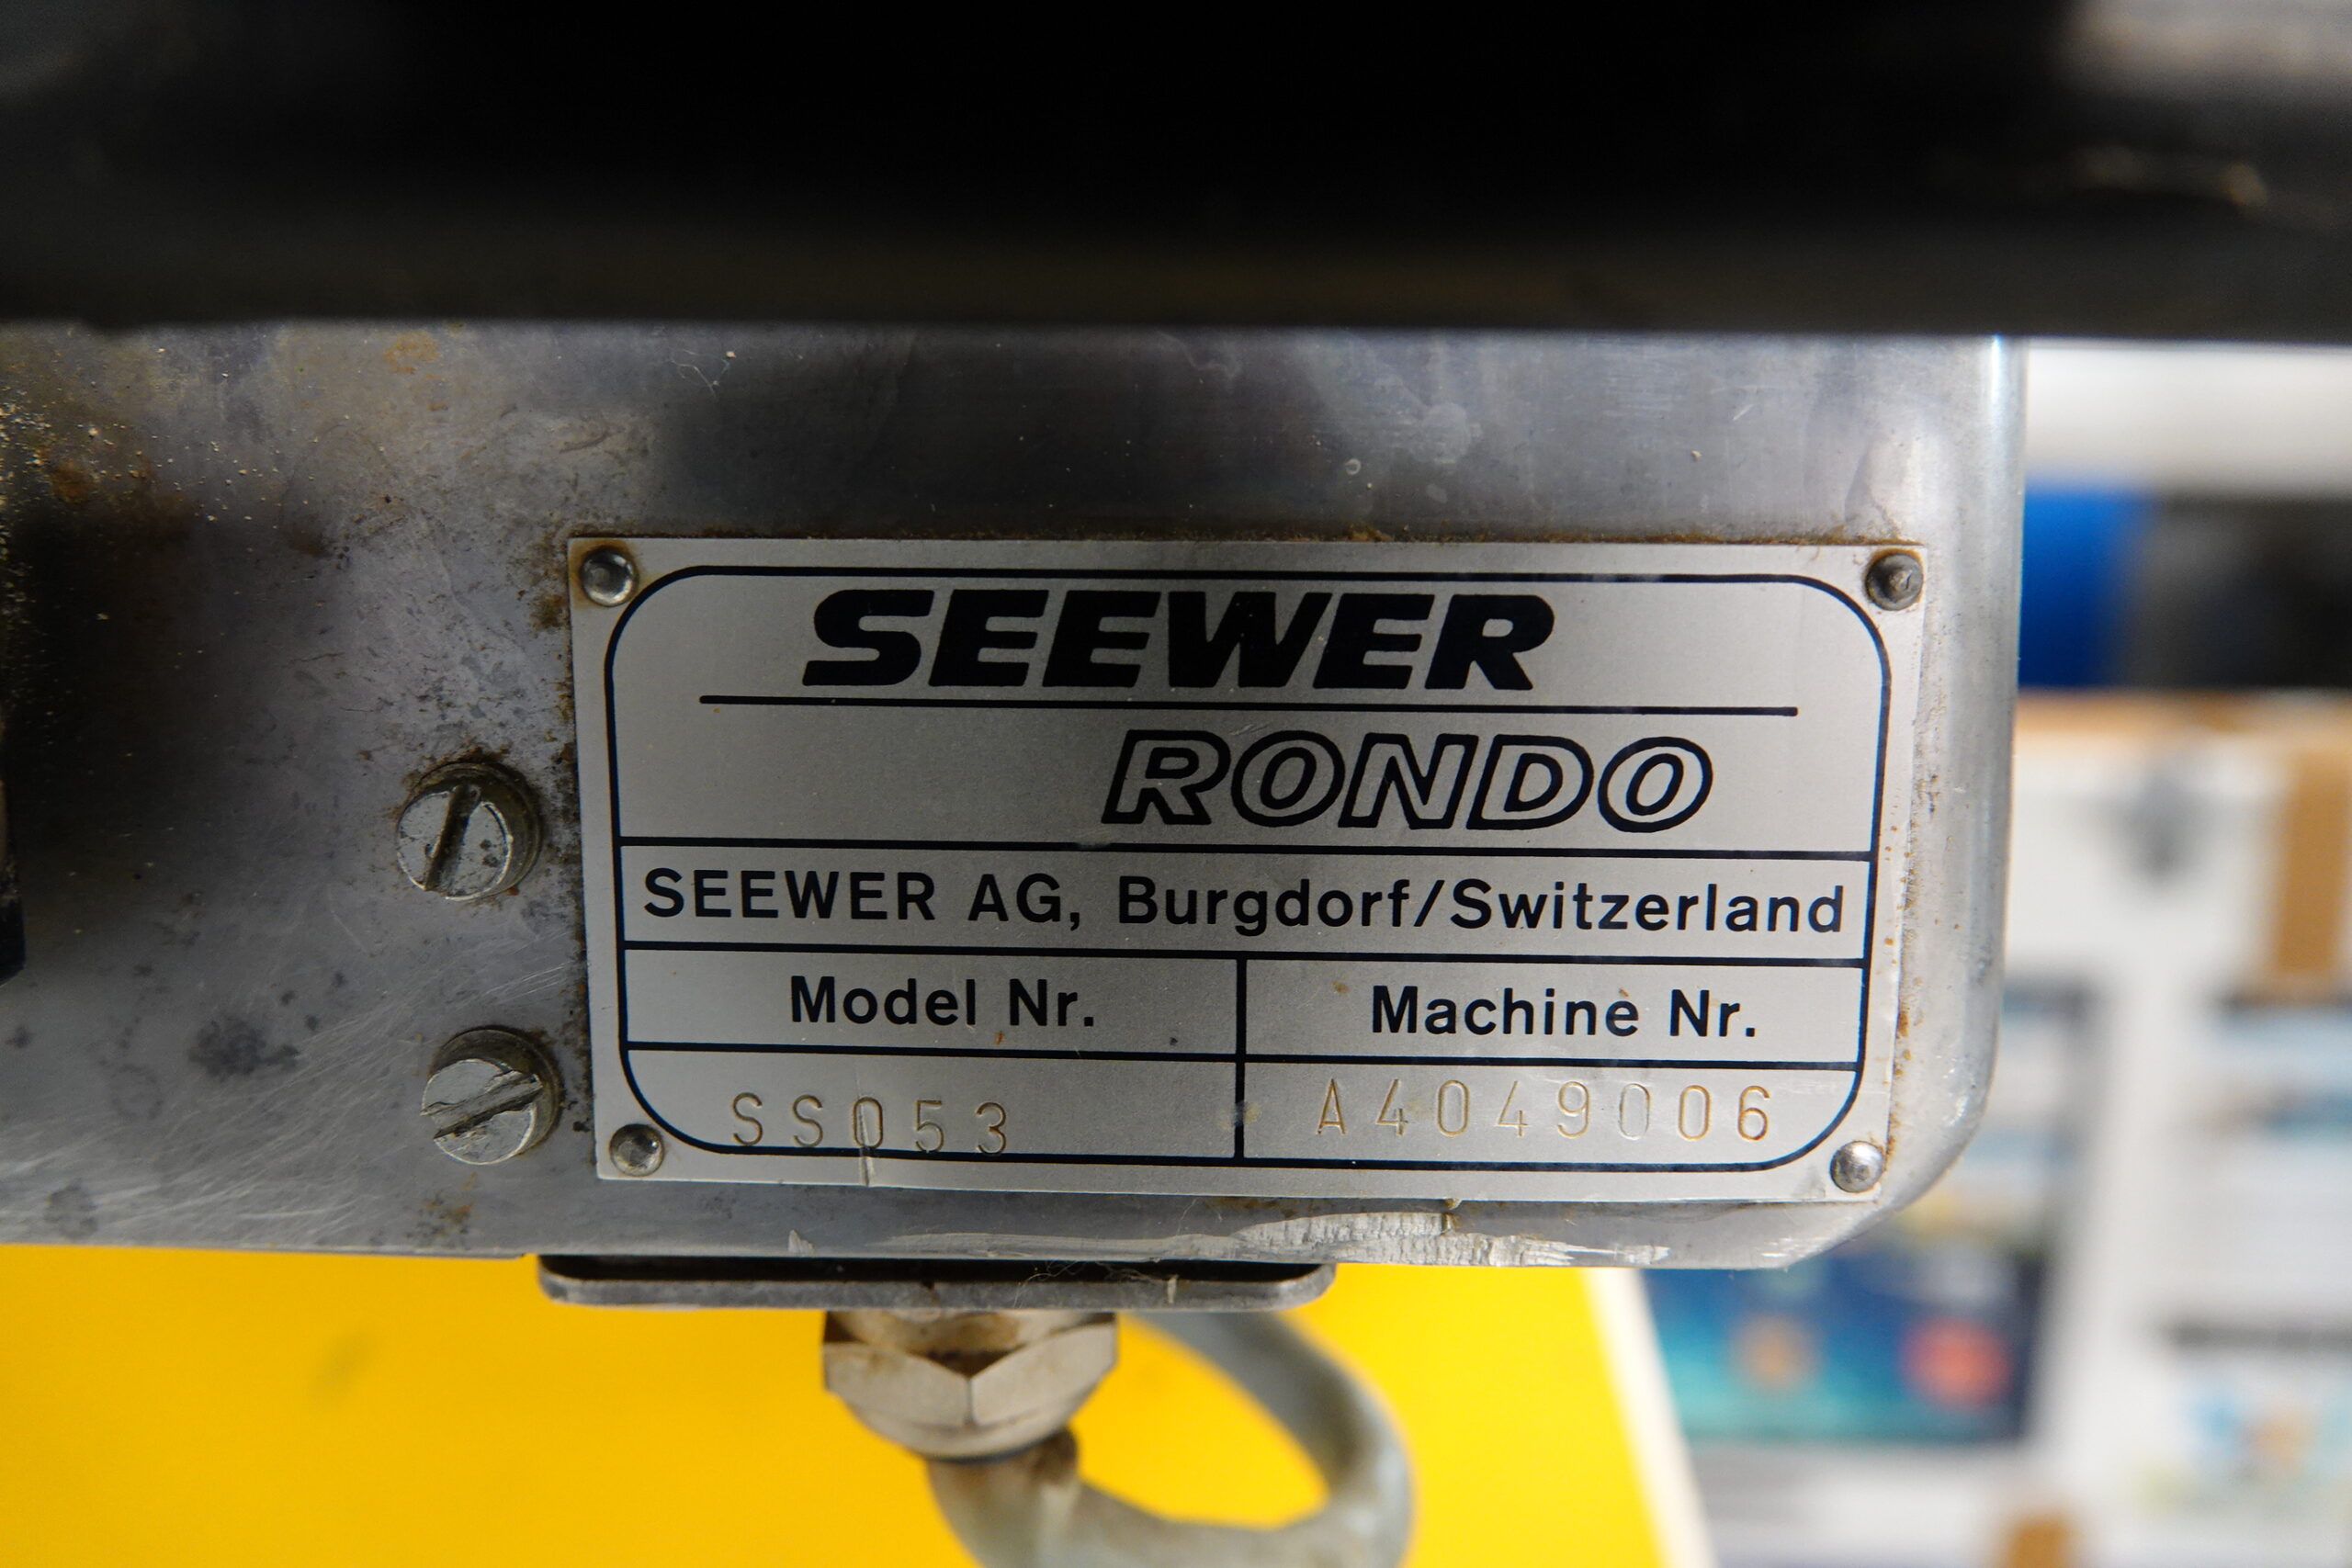 SEEWER
RONDO
SEEWER AG, Burgdorf/Switzerland
Model Nr. Machine Nr.
SS053 A4049006